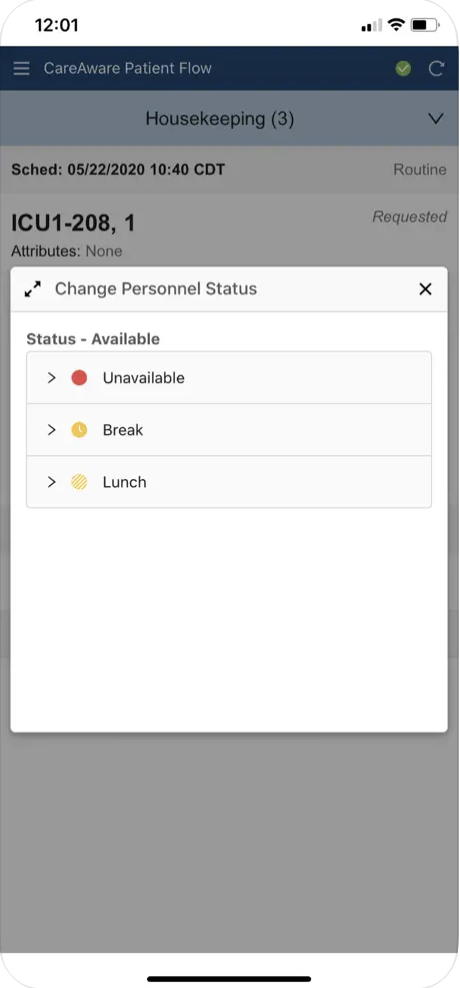 12:01
CareAware Patient Flow
Housekeeping (3)
Sched: 05/22/2020 10:40 CDT Routine
ICU1-208, 1 Requested
Attributes: None
Change Personnel Status
Status - Available
Unavailable
Break
Lunch